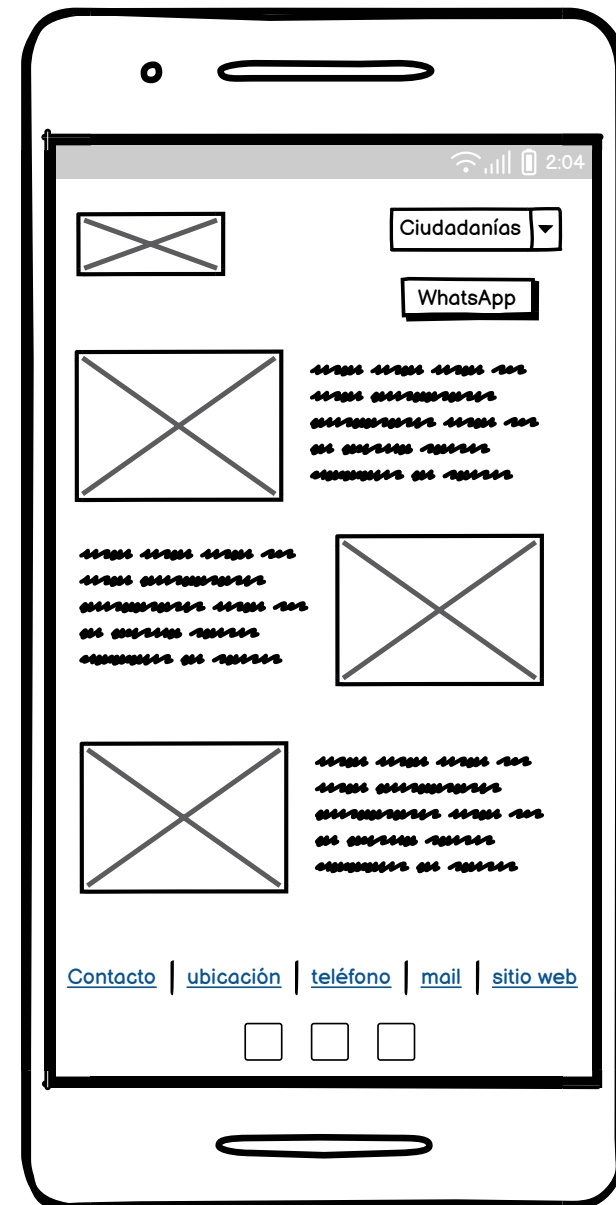 2:04
Ciudadanías
WhatsApp
Contacto | ubicación | teléfono | mail | sitio web